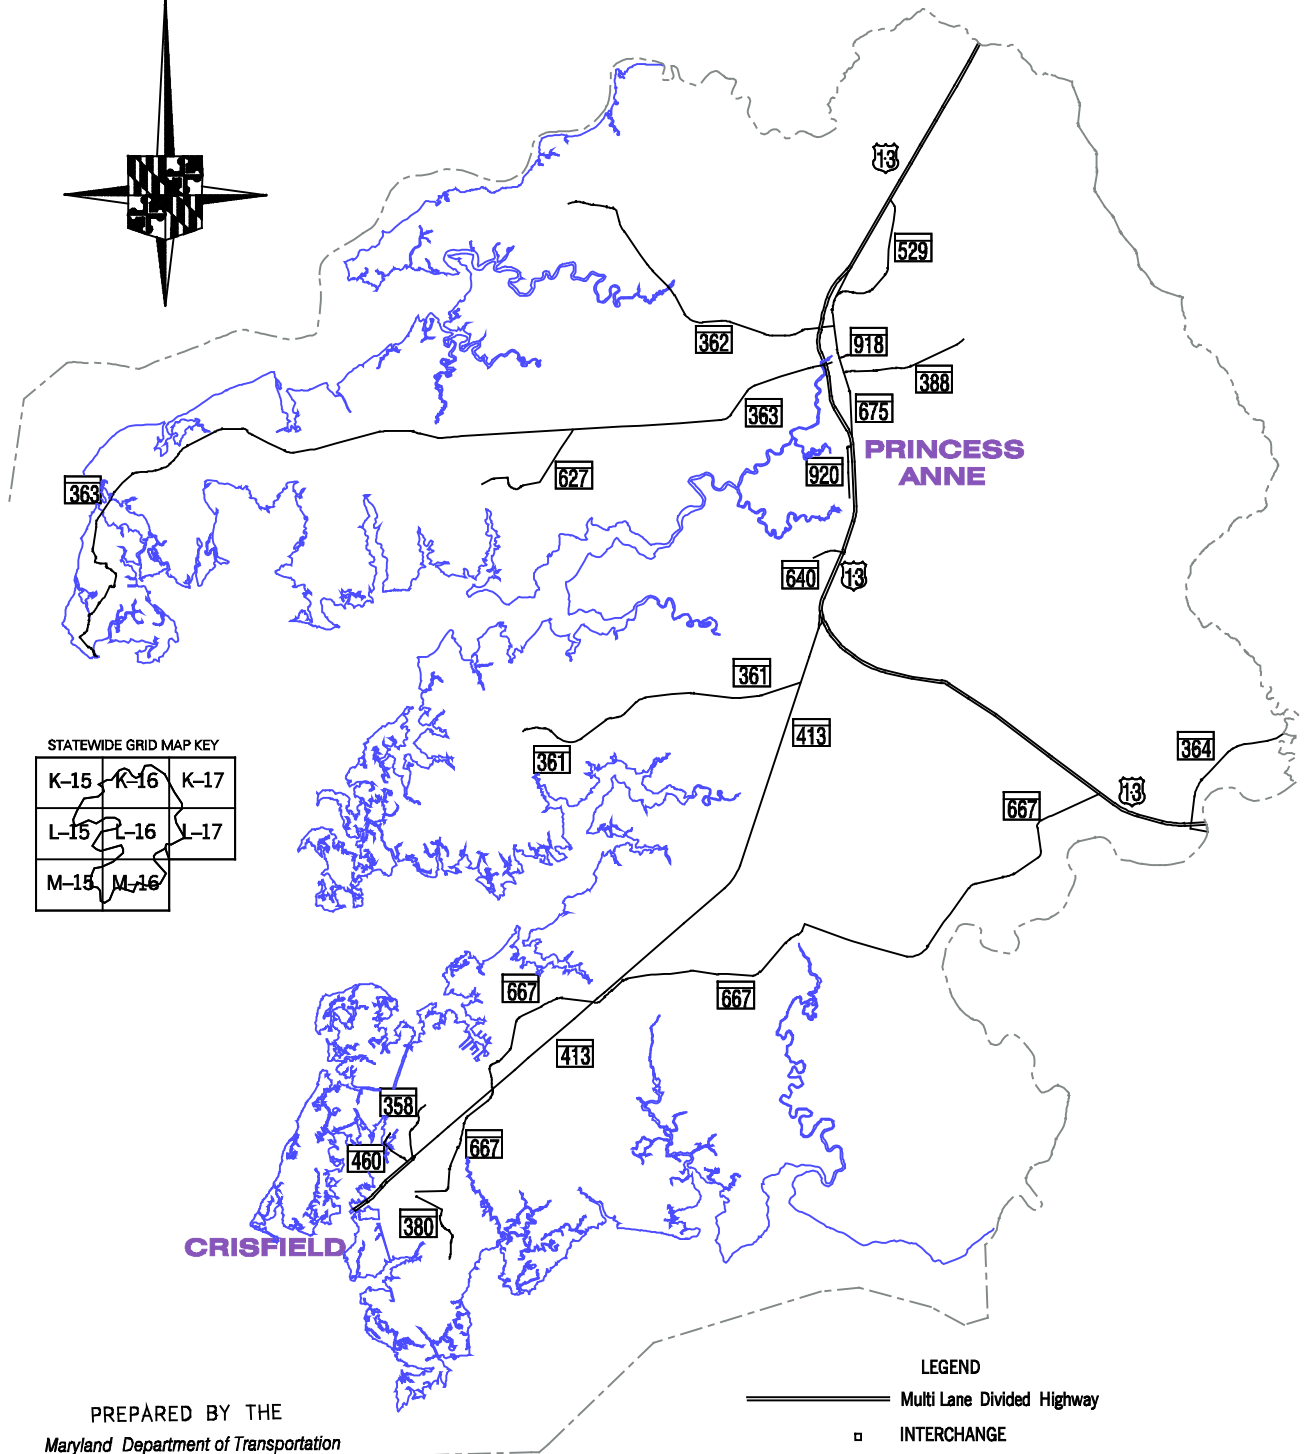 13
529
362
918
388
363
675
PRINCESS
ANNE
920
627
363
640
13
361
413
361
364
13
667
STATEWIDE GRID MAP KEY
K-15 K-16 K-17
L-15 L-16 L-17
M-15 M-16
667
667
413
358
667
460
380
CRISFIELD
LEGEND
Multi Lane Divided Highway
INTERCHANGE
PREPARED BY THE
Maryland Department of Transportation